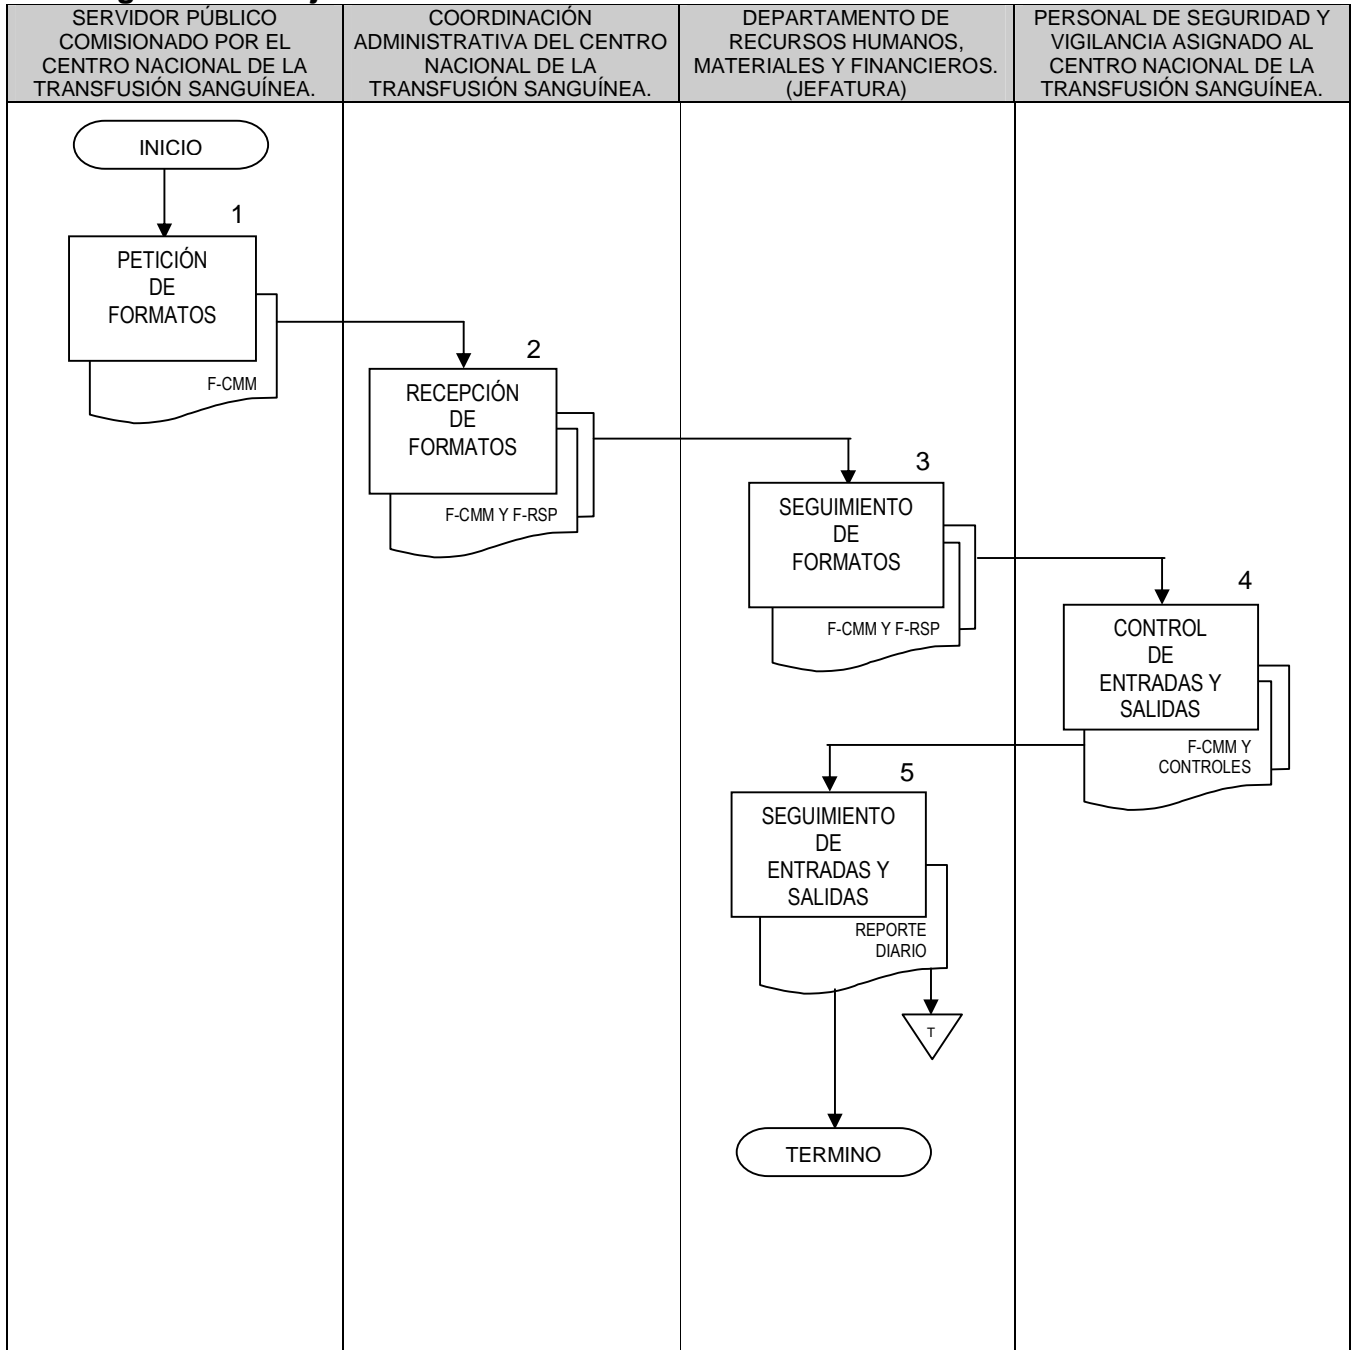 SERVIDOR PÚBLICO
COMISIONADO POR EL
CENTRO NACIONAL DE LA
TRANSFUSIÓN SANGUÍNEA.
COORDINACIÓN
ADMINISTRATIVA DEL CENTRO
NACIONAL DE LA
TRANSFUSIÓN SANGUÍNEA.
DEPARTAMENTO DE
RECURSOS HUMANOS,
MATERIALES Y FINANCIEROS.
(JEFATURA)
PERSONAL DE SEGURIDAD Y
VIGILANCIA ASIGNADO AL
CENTRO NACIONAL DE LA
TRANSFUSIÓN SANGUÍNEA.
INICIO
1
PETICIÓN
DE
FORMATOS
F-CMM
2
RECEPCIÓN
DE
FORMATOS
F-CMM Y F-RSP
3
SEGUIMIENTO
DE
FORMATOS
F-CMM Y F-RSP
4
CONTROL
DE
ENTRADAS Y
SALIDAS
F-CMM Y
CONTROLES
5
SEGUIMIENTO
DE
ENTRADAS Y
SALIDAS
REPORTE
DIARIO
T
TERMINO